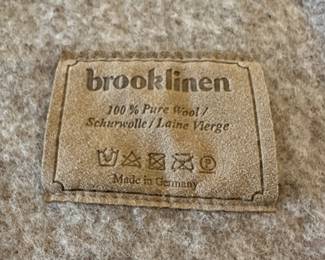 brooklinen
100% Pure Wool /
Schurwolle / Laine Vierge
P
Made in Germany